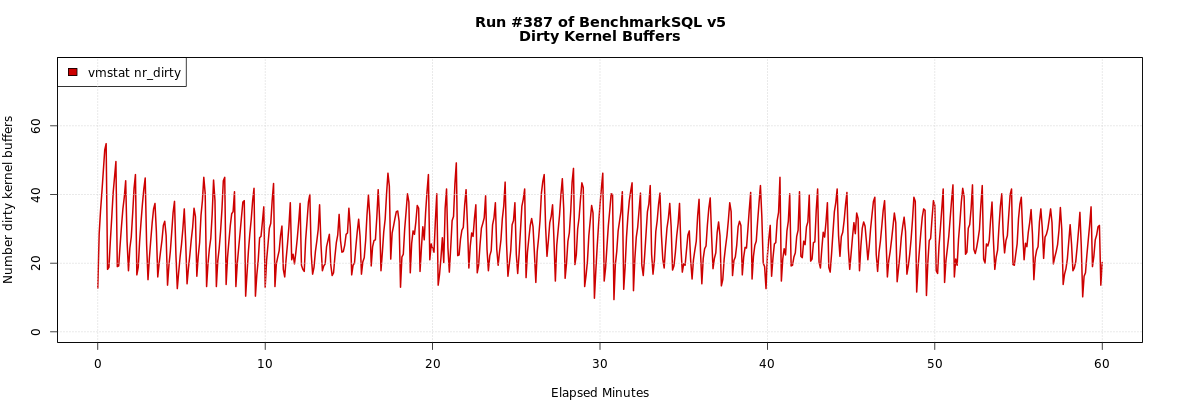 Run #387 of BenchmarkSQL v5
Dirty Kernel Buffers
vmstat nr_dirty
Number dirty kernel buffers
60
40
20
0
0 10 20 30 40 50 60
Elapsed Minutes